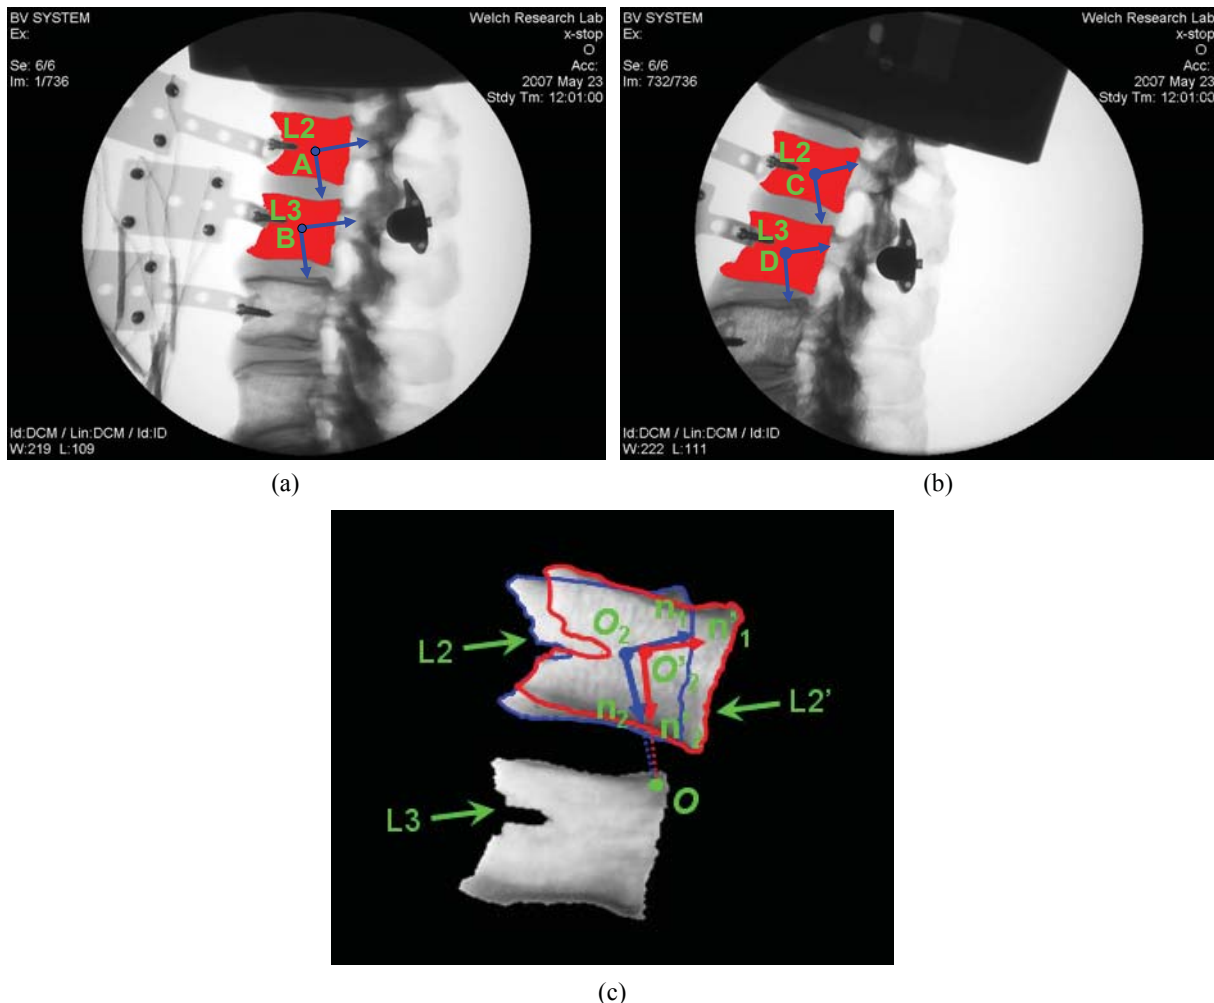 BV SYSTEM
Ex:
Se: 6/6
Im: 1/736
Welch Research Lab
x-stop
O
Acc:
2007 May 23
Stdy Tm: 12:01:00
L2
A
L3
B
Id:DCM / Lin:DCM / Id:ID
W:219 L:109
(a)
BV SYSTEM
Ex:
Se: 6/6
Im: 732/736
Welch Research Lab
x-stop
O
Acc:
2007 May 23
Stdy Tm: 12:01:00
L2
C
L3
D
Id:DCM / Lin:DCM / Id:ID
W:222 L:111
(b)
n₁
O₂
n'₁
L2
O'₂
n₂
n'₂
L2'
O
L3
(c)